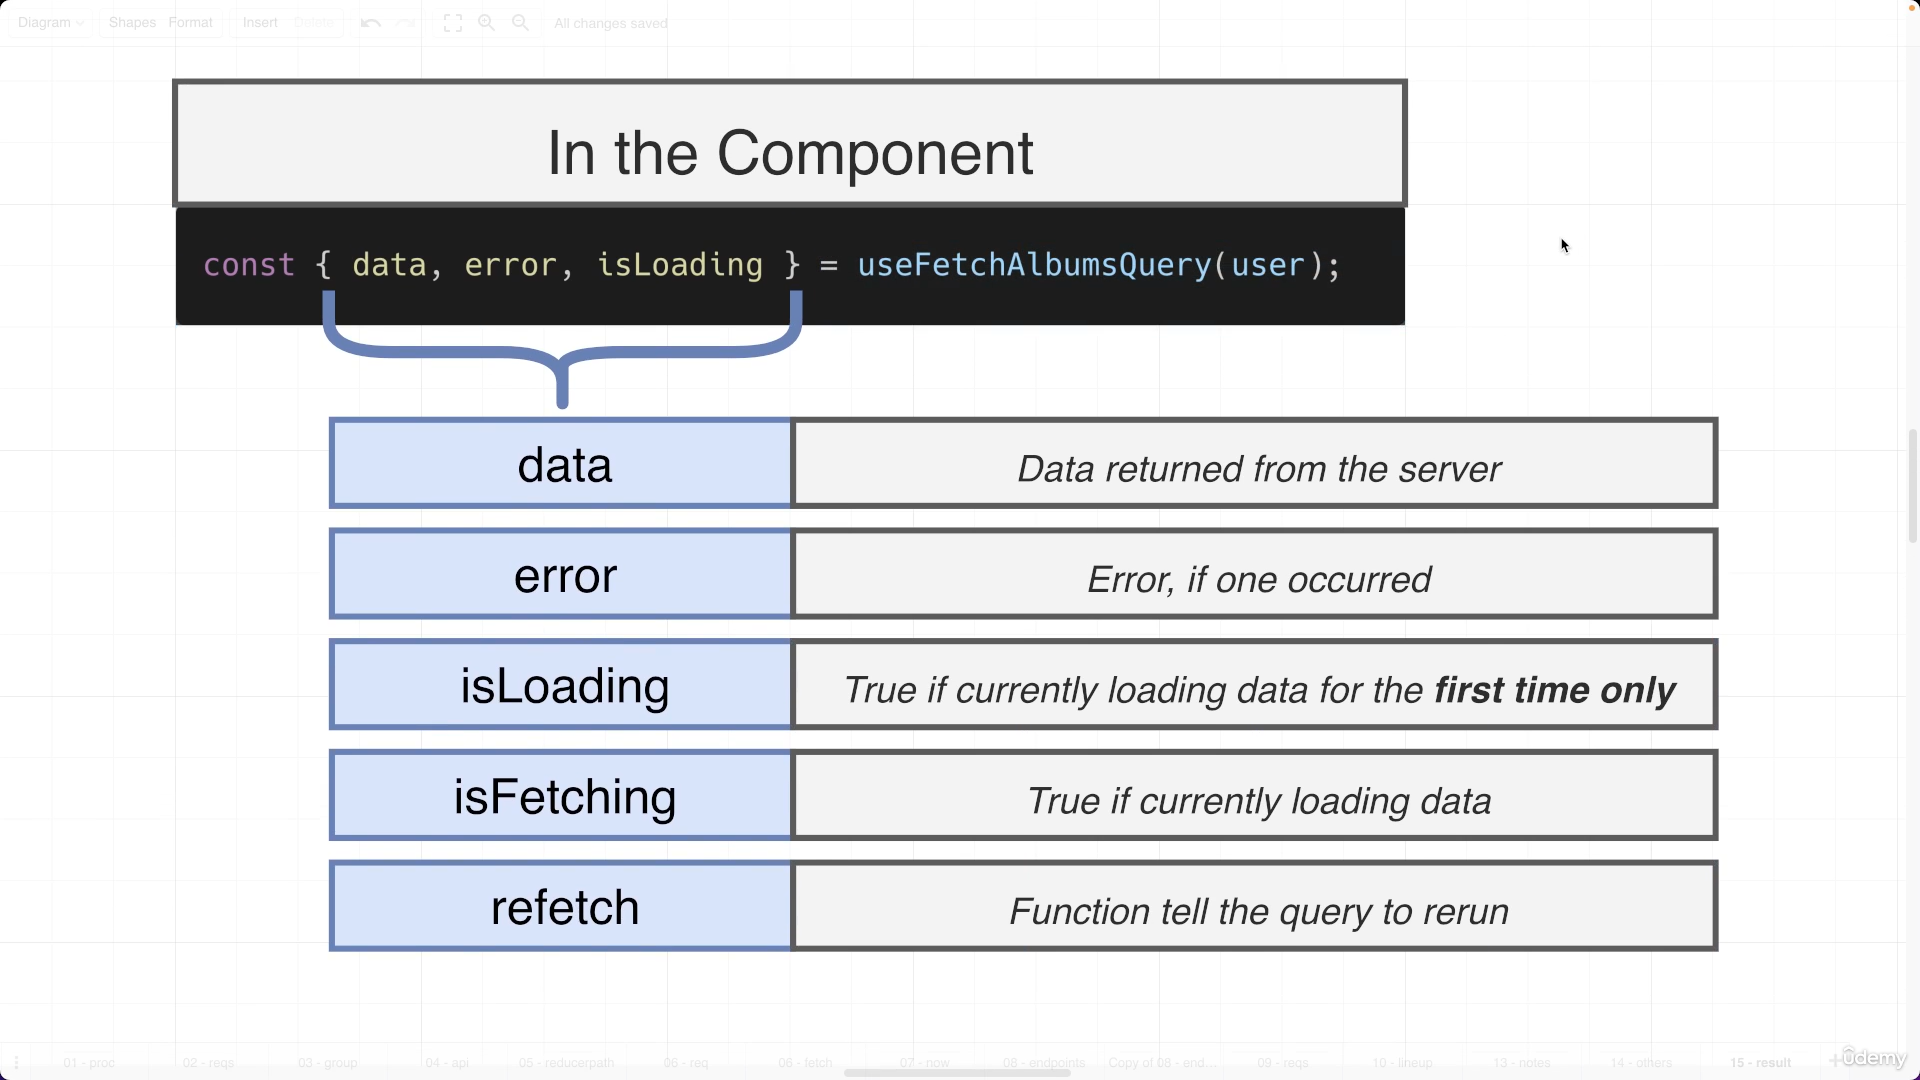 Diagram Shapes Format Insert Delete All changes saved
In the Component
const { data, error, isLoading } = useFetchAlbumsQuery(user);
data Data returned from the server
error Error, if one occurred
isLoading True if currently loading data for the first time only
isFetching True if currently loading data
refetch Function tell the query to rerun
01 - proc 02 - reqs 03 - group 04 - api 05 - reducerpath 06 - req 06 - fetch 07 - now 08 - endpoints Copy of 08 - end... 09 - reqs 10 - lineup 13 - notes 14 - others 15 - result
ûdemy